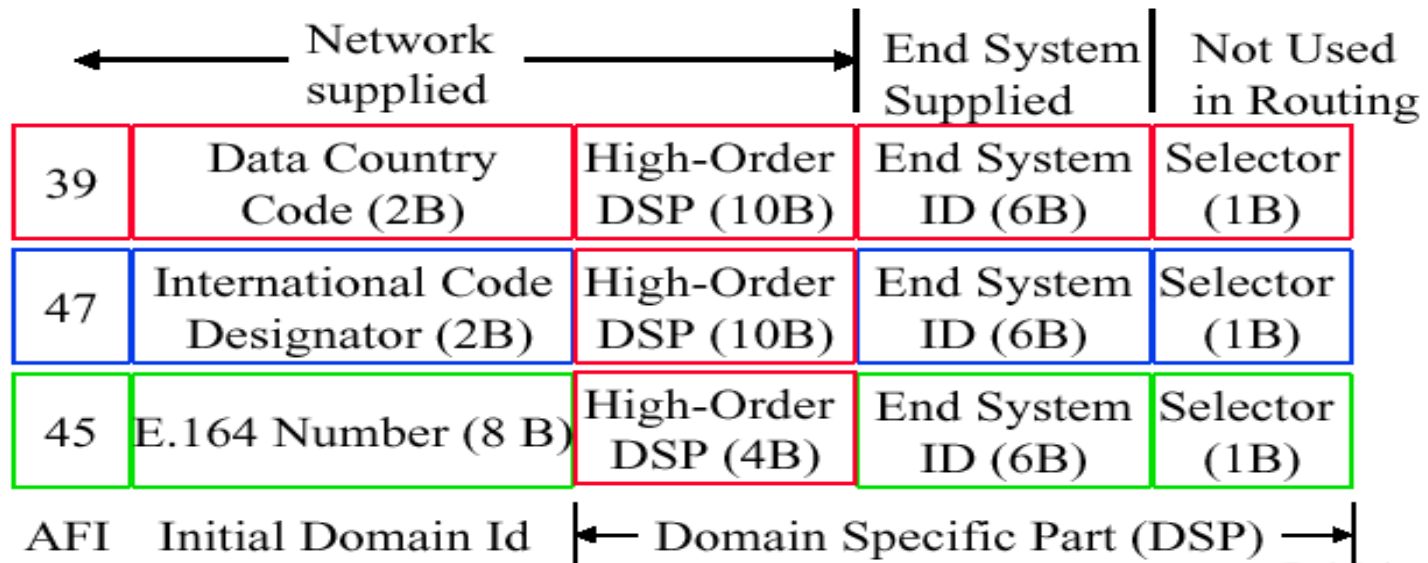 Network
supplied
End System
Supplied
Not Used
in Routing
39
Data Country
Code (2B)
High-Order
DSP (10B)
End System
ID (6B)
Selector
(1B)
47
International Code
Designator (2B)
High-Order
DSP (10B)
End System
ID (6B)
Selector
(1B)
45
E.164 Number (8 B)
High-Order
DSP (4B)
End System
ID (6B)
Selector
(1B)
AFI
Initial Domain Id
Domain Specific Part (DSP)